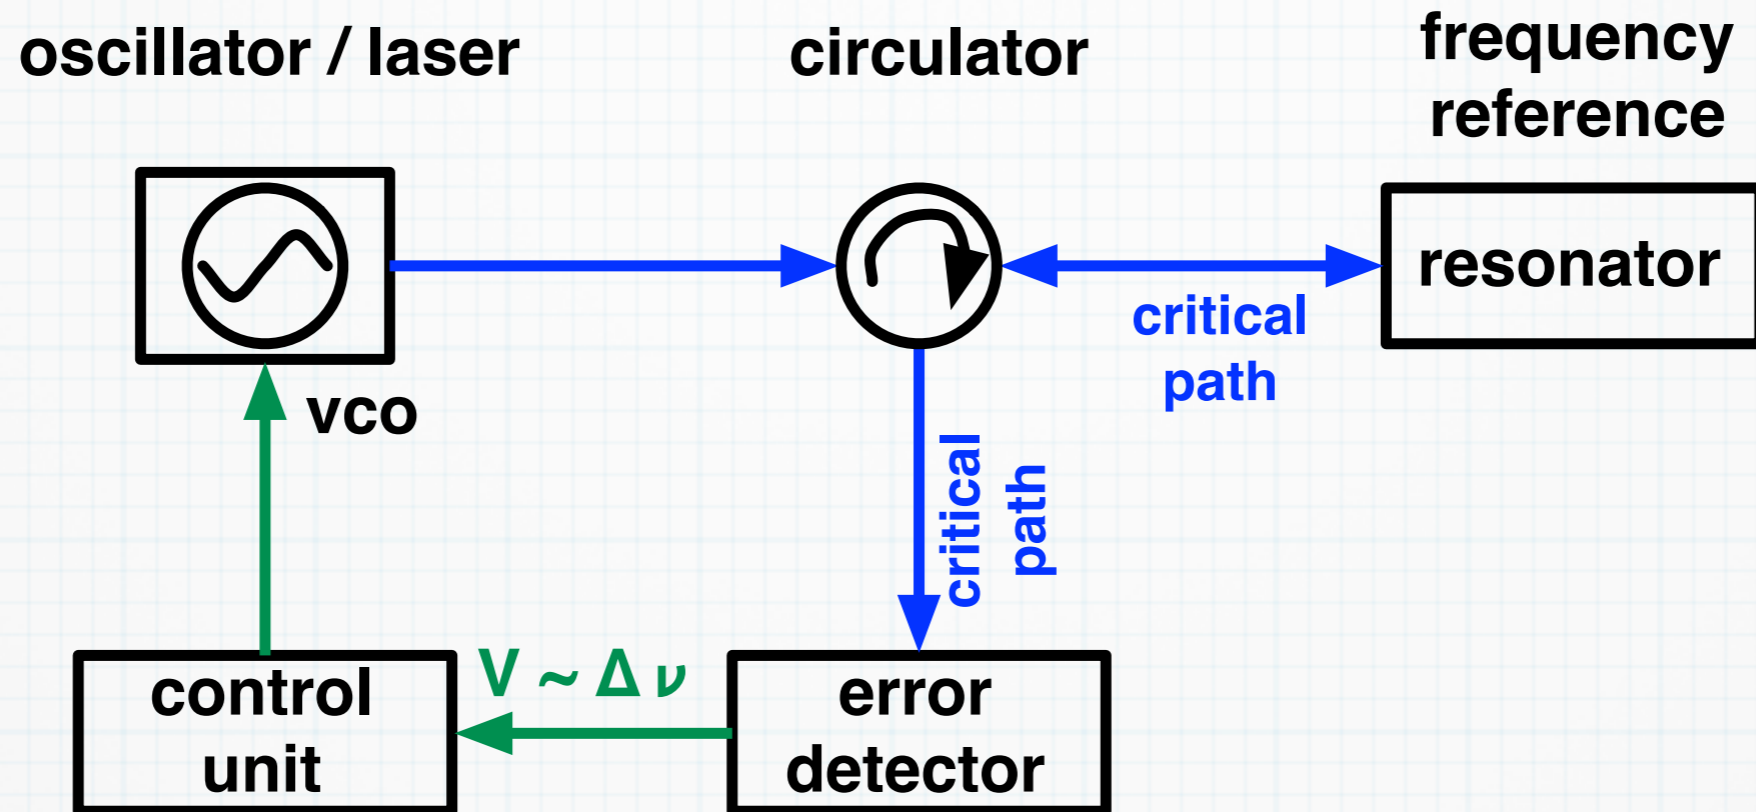 oscillator / laser
circulator
frequency
reference
resonator
critical
path
vco
critical
path
V ~ Δ ν
control
unit
error
detector